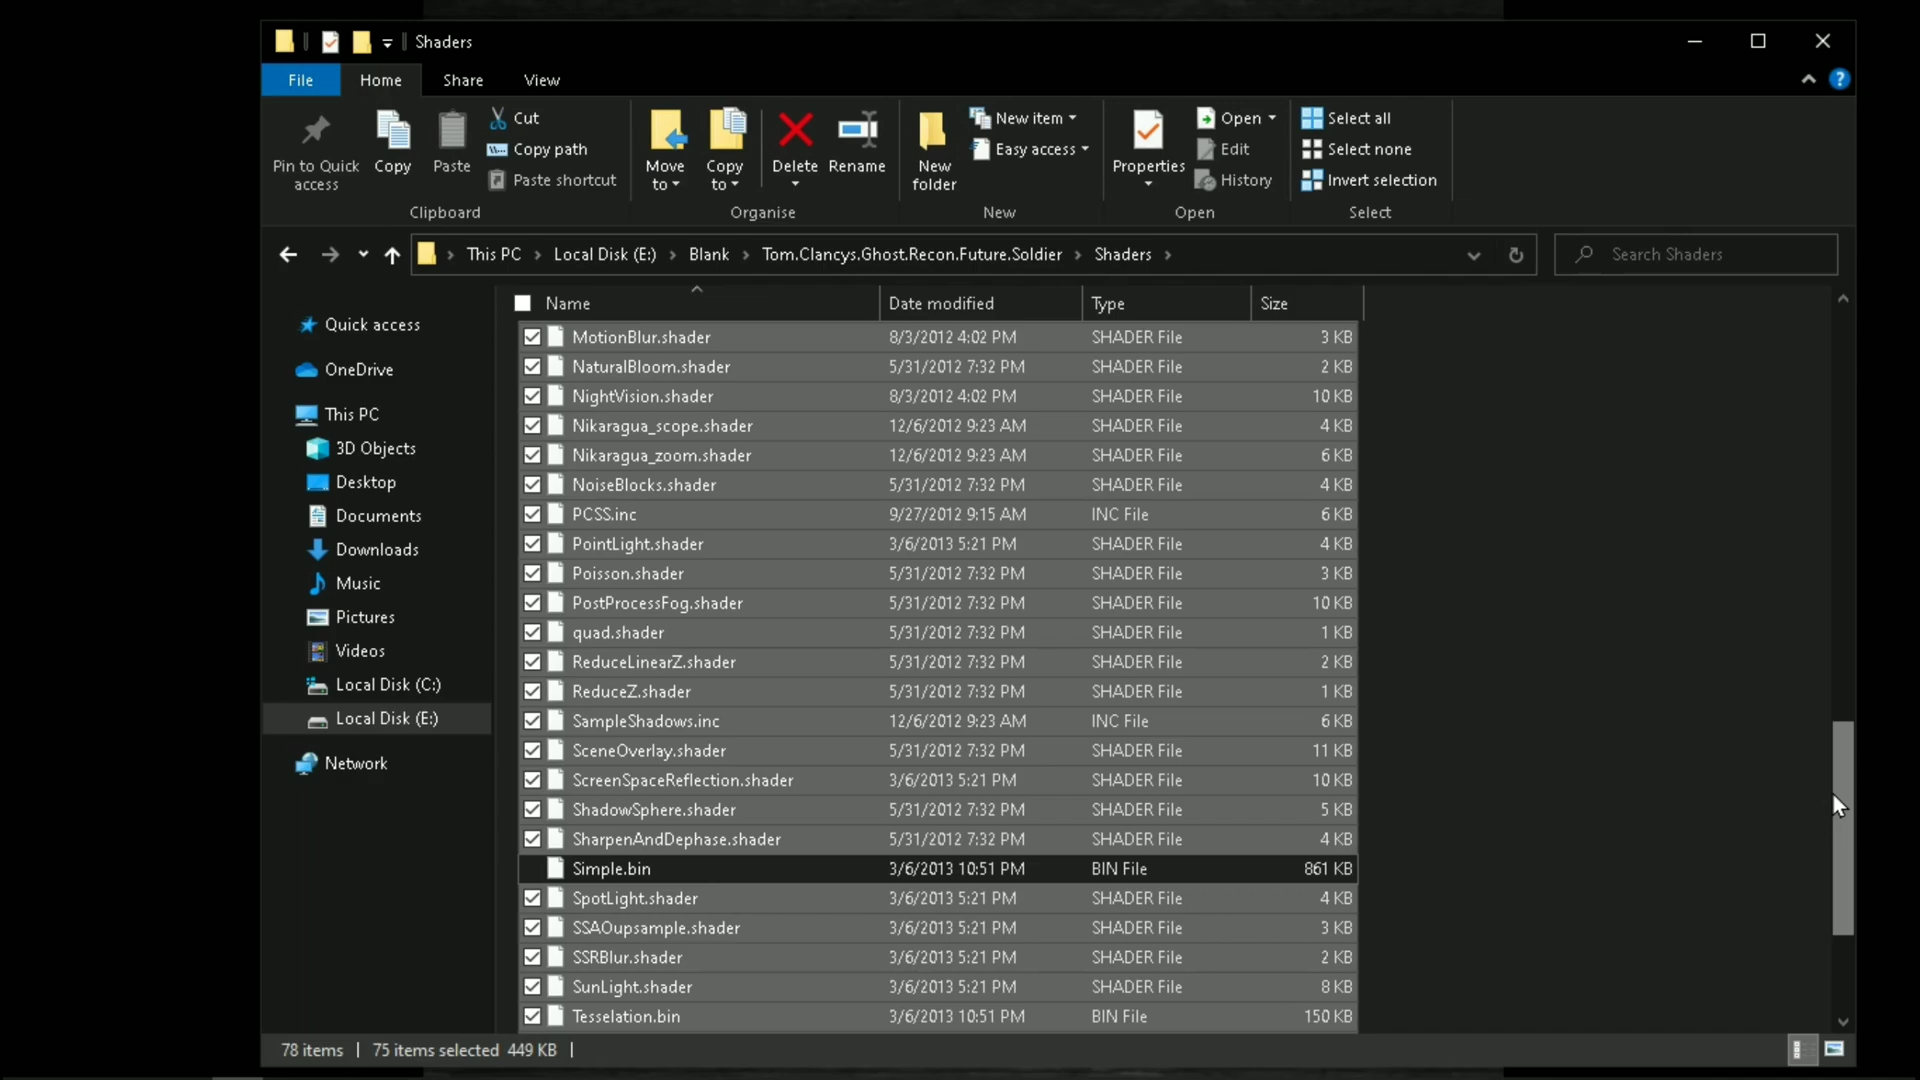 Shaders
File Home Share View
Pin to Quick access
Copy
Paste
Cut
Copy path
Paste shortcut
Clipboard
Move to
Copy to
Delete
Rename
Organise
New folder
New item
Easy access
New
Properties
Open
Edit
History
Open
Select all
Select none
Invert selection
Select
This PC > Local Disk (E:) > Blank > Tom.Clancys.Ghost.Recon.Future.Soldier > Shaders >
Search Shaders
Quick access
OneDrive
This PC
3D Objects
Desktop
Documents
Downloads
Music
Pictures
Videos
Local Disk (C:)
Local Disk (E:)
Network
Name Date modified Type Size
MotionBlur.shader 8/3/2012 4:02 PM SHADER File 3 KB
NaturalBloom.shader 5/31/2012 7:32 PM SHADER File 2 KB
NightVision.shader 8/3/2012 4:02 PM SHADER File 10 KB
Nikaragua_scope.shader 12/6/2012 9:23 AM SHADER File 4 KB
Nikaragua_zoom.shader 12/6/2012 9:23 AM SHADER File 6 KB
NoiseBlocks.shader 5/31/2012 7:32 PM SHADER File 4 KB
PCSS.inc 9/27/2012 9:15 AM INC File 6 KB
PointLight.shader 3/6/2013 5:21 PM SHADER File 4 KB
Poisson.shader 5/31/2012 7:32 PM SHADER File 3 KB
PostProcessFog.shader 5/31/2012 7:32 PM SHADER File 10 KB
quad.shader 5/31/2012 7:32 PM SHADER File 1 KB
ReduceLinearZ.shader 5/31/2012 7:32 PM SHADER File 2 KB
ReduceZ.shader 5/31/2012 7:32 PM SHADER File 1 KB
SampleShadows.inc 12/6/2012 9:23 AM INC File 6 KB
SceneOverlay.shader 5/31/2012 7:32 PM SHADER File 11 KB
ScreenSpaceReflection.shader 3/6/2013 5:21 PM SHADER File 10 KB
ShadowSphere.shader 5/31/2012 7:32 PM SHADER File 5 KB
SharpenAndDephase.shader 5/31/2012 7:32 PM SHADER File 4 KB
Simple.bin 3/6/2013 10:51 PM BIN File 861 KB
SpotLight.shader 3/6/2013 5:21 PM SHADER File 4 KB
SSAOupsample.shader 3/6/2013 5:21 PM SHADER File 3 KB
SSRBlur.shader 3/6/2013 5:21 PM SHADER File 2 KB
SunLight.shader 3/6/2013 5:21 PM SHADER File 8 KB
Tesselation.bin 3/6/2013 10:51 PM BIN File 150 KB
78 items | 75 items selected 449 KB |